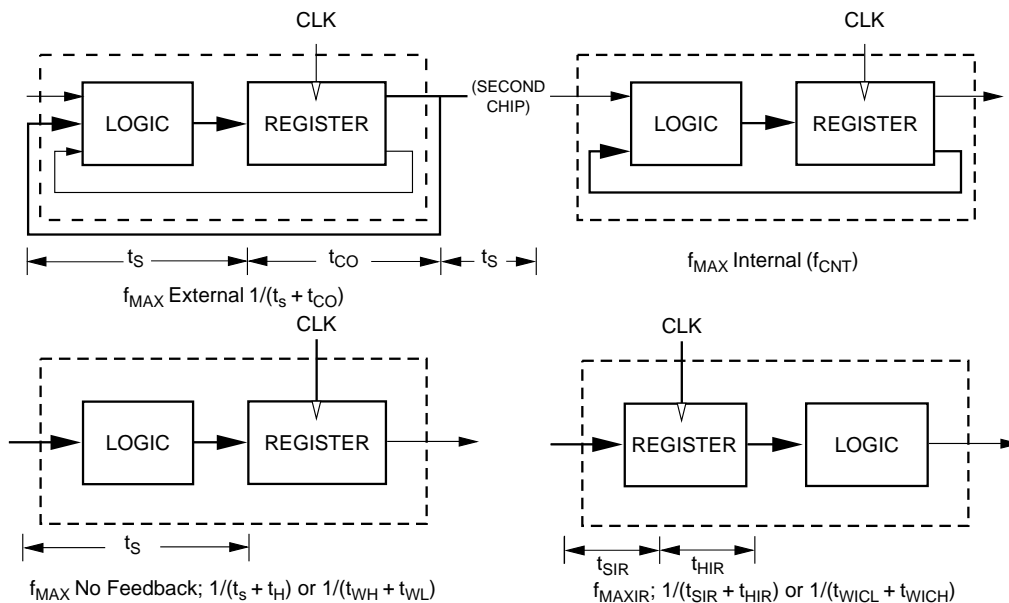 CLK
LOGIC
REGISTER
(SECOND
CHIP)
tS
tCO
tS
fMAX External 1/(ts + tCO)
CLK
LOGIC
REGISTER
fMAX Internal (fCNT)
CLK
LOGIC
REGISTER
tS
fMAX No Feedback; 1/(ts + tH) or 1/(tWH + tWL)
CLK
REGISTER
LOGIC
tSIR
tHIR
fMAXIR; 1/(tSIR + tHIR) or 1/(tWICL + tWICH)